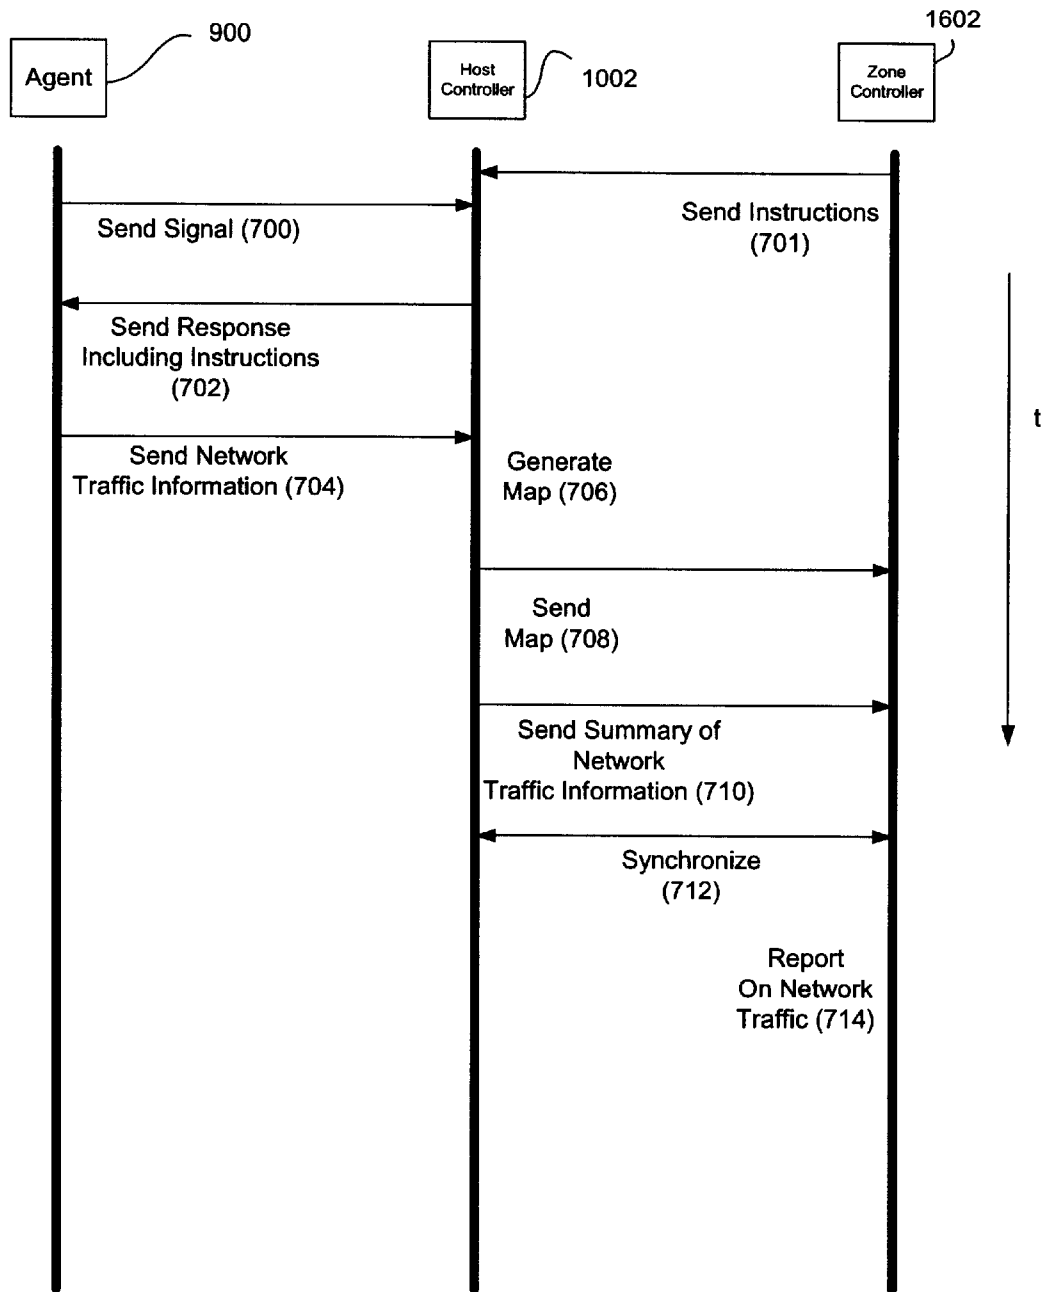 900
1602
Agent
Host
Controller
1002
Zone
Controller
Send Signal (700)
Send Instructions
(701)
Send Response
Including Instructions
(702)
t
Send Network
Traffic Information (704)
Generate
Map (706)
Send
Map (708)
Send Summary of
Network
Traffic Information (710)
Synchronize
(712)
Report
On Network
Traffic (714)